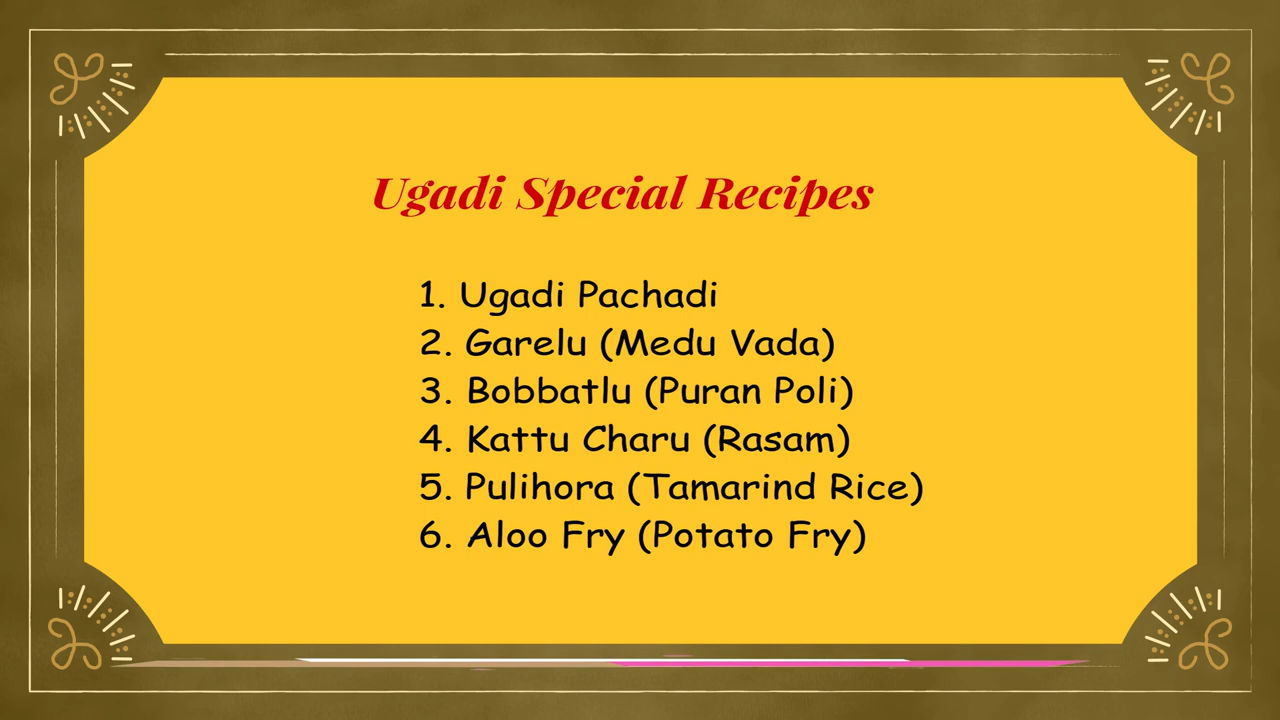 Ugadi Special Recipes
1. Ugadi Pachadi
2. Garelu (Medu Vada)
3. Bobbatlu (Puran Poli)
4. Kattu Charu (Rasam)
5. Pulihora (Tamarind Rice)
6. Aloo Fry (Potato Fry)